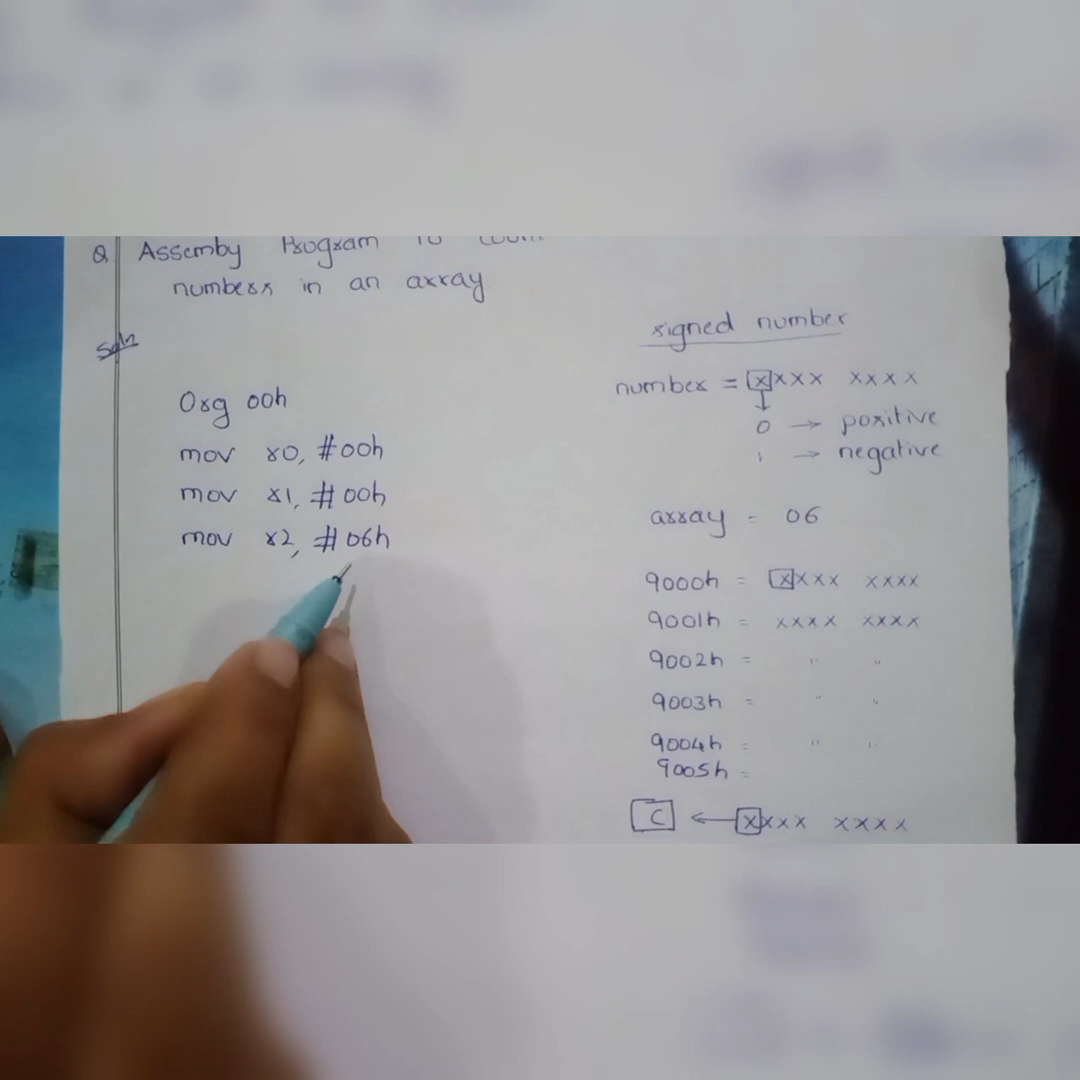 Q Assemby Program To
numbers in an array
Soln
Org 00h
mov r0, #00h
mov r1, #00h
mov r2, #06h
signed number
number = XXXX XXXX
0 → positive
1 → negative
array = 06
9000h = XXXX XXXX
9001h = XXXX XXXX
9002h = " "
9003h = " "
9004h = " "
9005h =
C ← XXXX XXXX